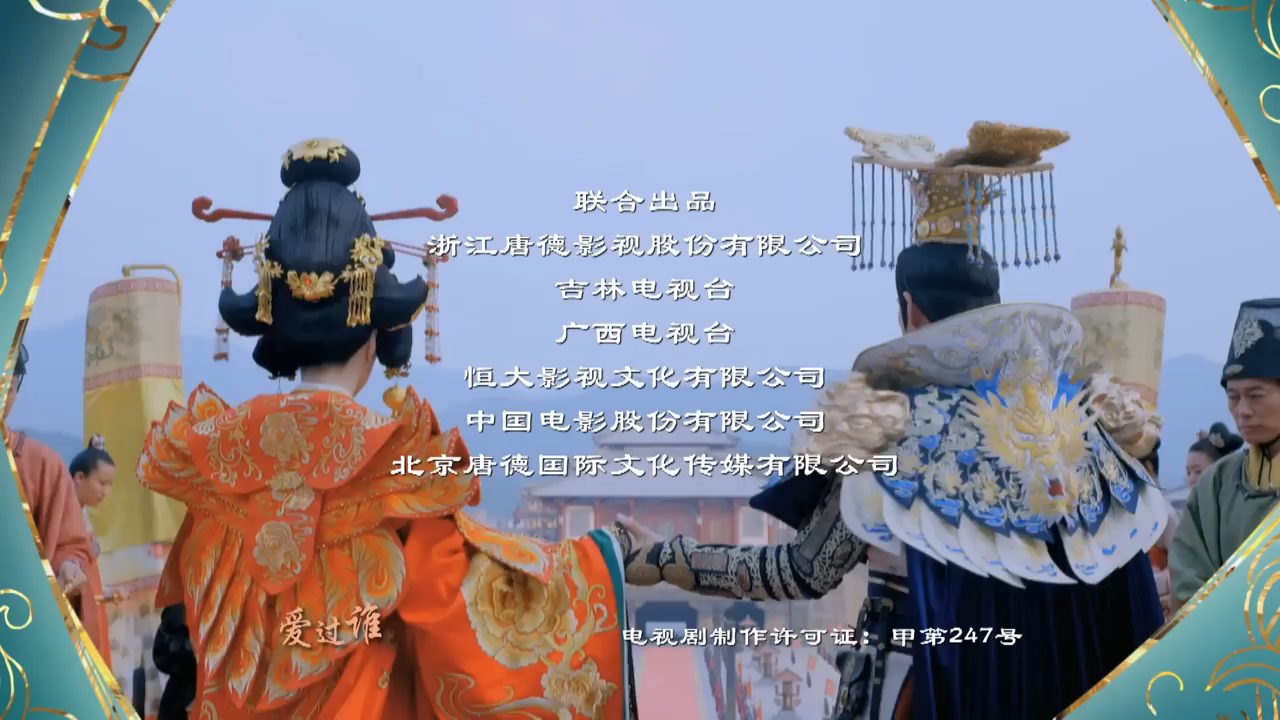 联合出品
浙江唐德影视股份有限公司
吉林电视台
广西电视台
恒大影视文化有限公司
中国电影股份有限公司
北京唐德国际文化传媒有限公司
爱过谁
电视剧制作许可证：甲第247号